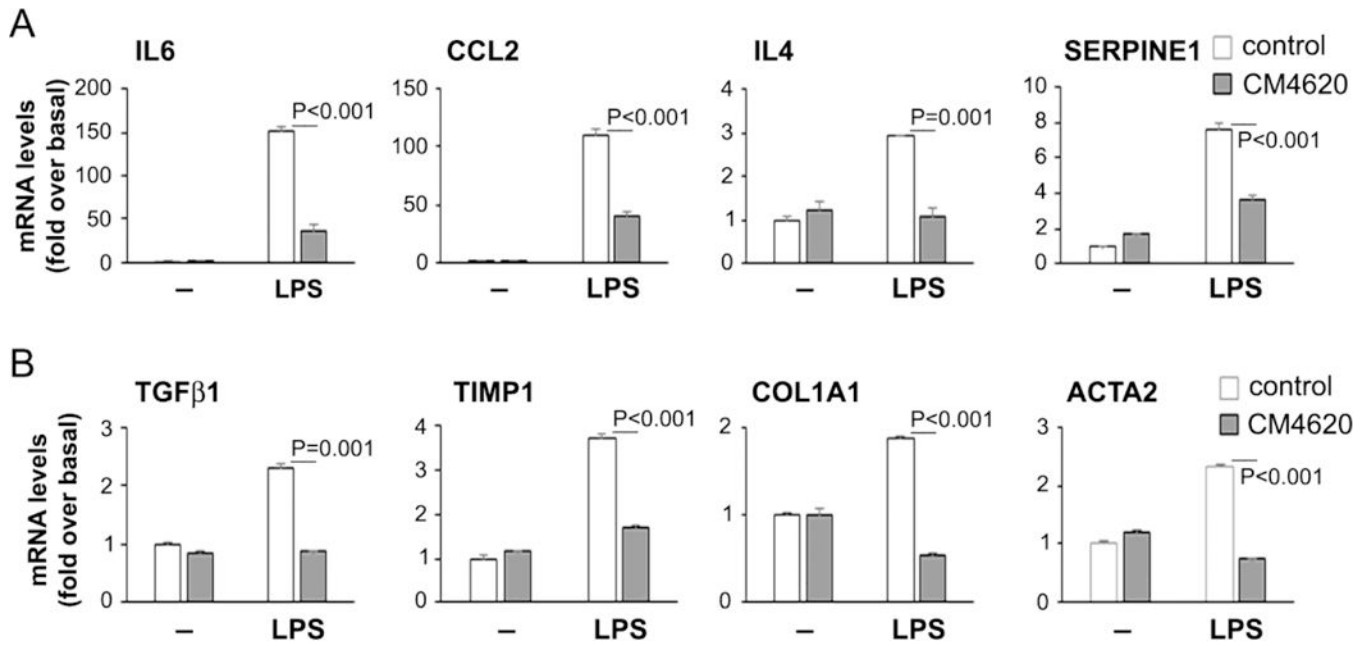 A
IL6
CCL2
IL4
SERPINE1
control
CM4620
mRNA levels
(fold over basal)
200
150
100
50
0
P<0.001
–
LPS
150
100
50
0
P<0.001
–
LPS
4
3
2
1
0
P=0.001
–
LPS
10
8
6
4
2
0
P<0.001
–
LPS
B
TGFβ1
TIMP1
COL1A1
ACTA2
control
CM4620
mRNA levels
(fold over basal)
3
2
1
0
P=0.001
–
LPS
4
3
2
1
0
P<0.001
–
LPS
2
1
0
P<0.001
–
LPS
3
2
1
0
P<0.001
–
LPS